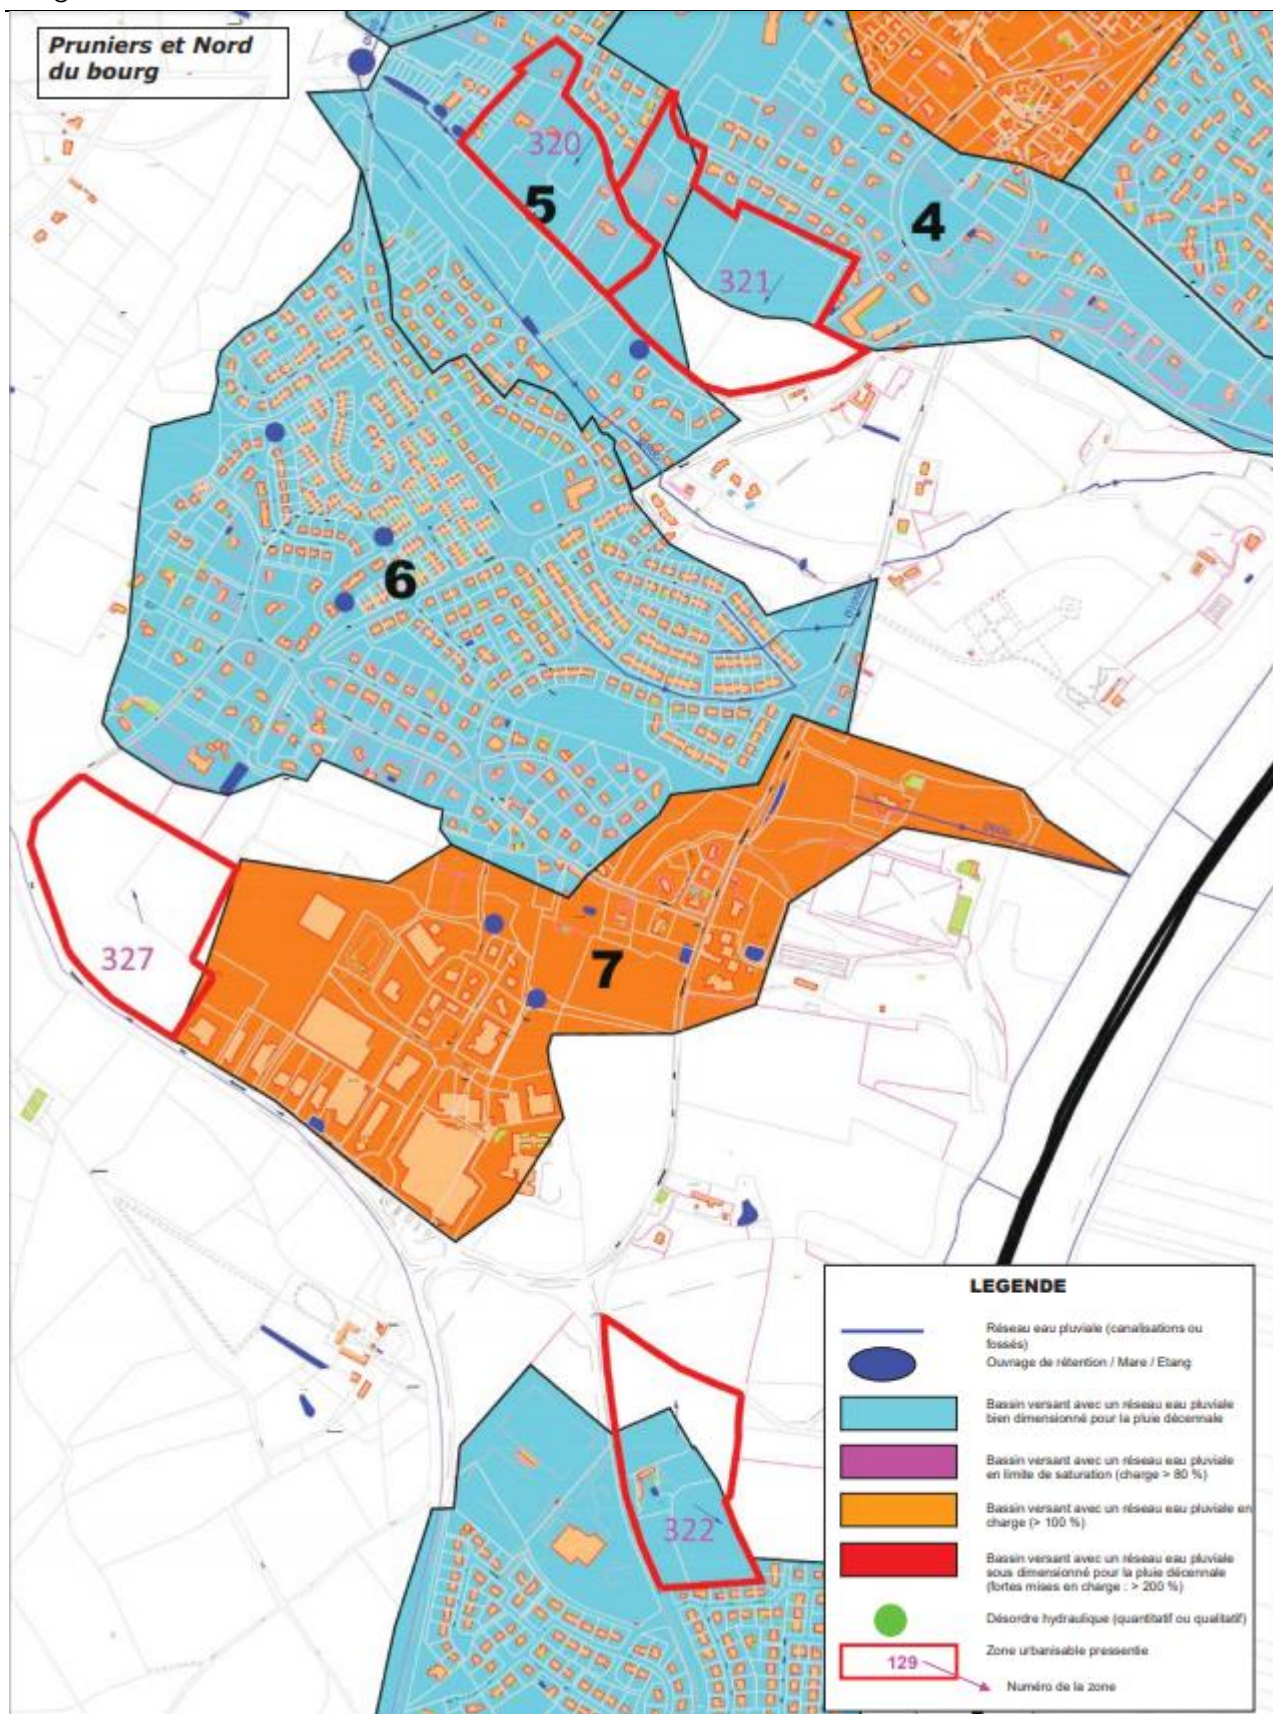 Pruniers et Nord
du bourg
320
5
4
321
6
327
7
322
LEGENDE
Réseau eau pluviale (canalisations ou
fossés)
Ouvrage de rétention / Mare / Etang
Bassin versant avec un réseau eau pluviale
bien dimensionné pour la pluie décennale
Bassin versant avec un réseau eau pluviale
en limite de saturation (charge > 80 %)
Bassin versant avec un réseau eau pluviale en
charge (> 100 %)
Bassin versant avec un réseau eau pluviale
sous dimensionné pour la pluie décennale
(fortes mises en charge : > 200 %)
Désordre hydraulique (quantitatif ou qualitatif)
Zone urbanisable pressentie
129
Numéro de la zone